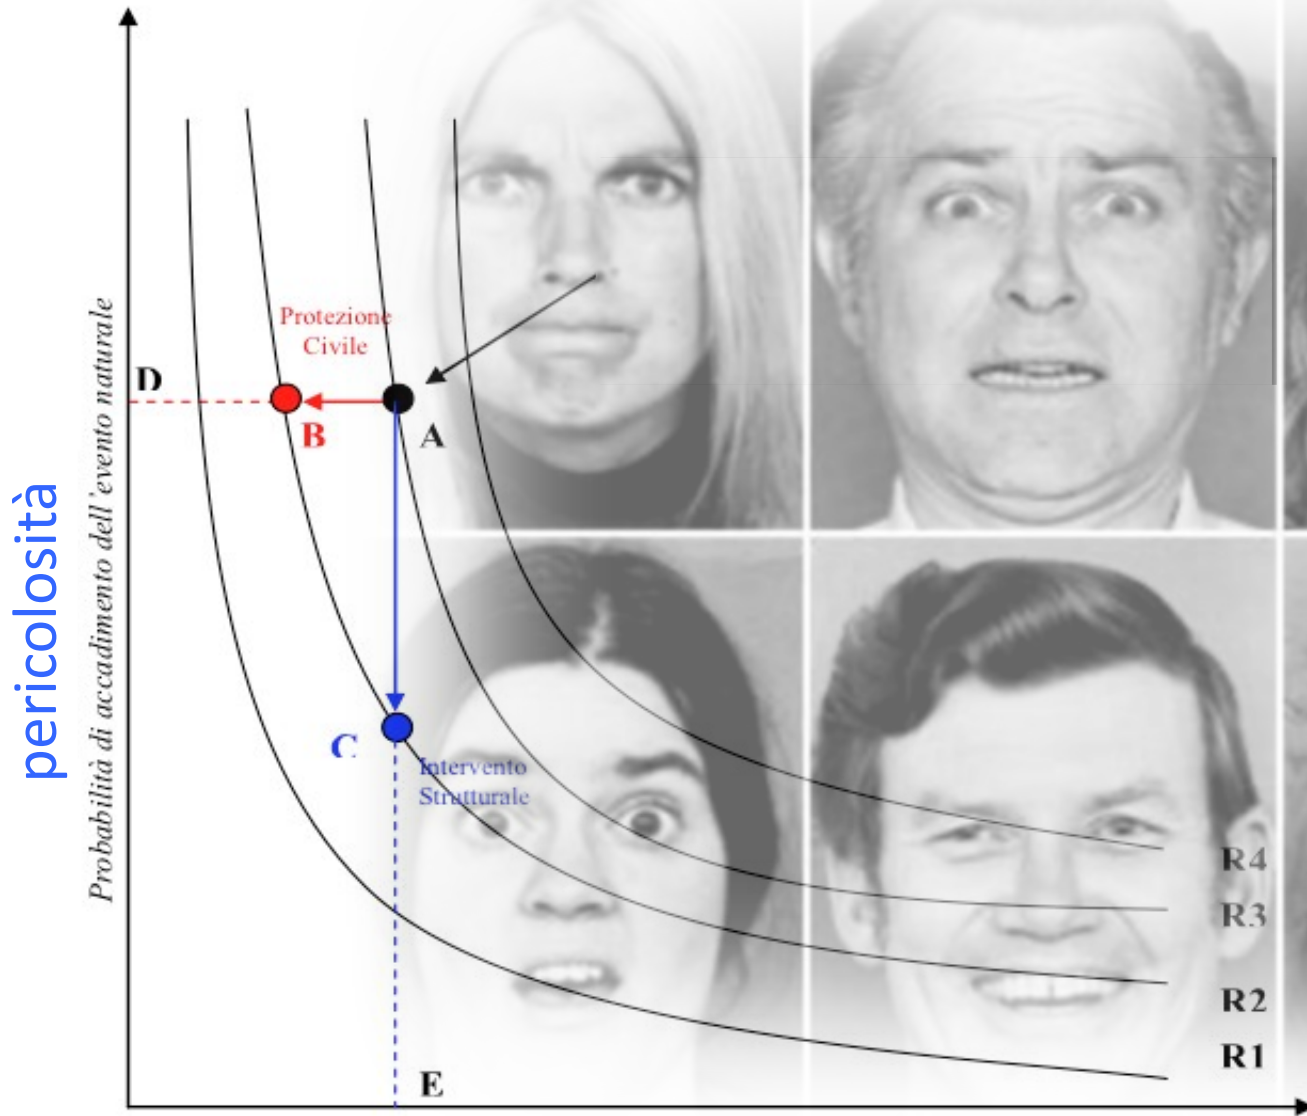 pericolosità
Probabilità di accadimento dell'evento naturale
Protezione
Civile
D
B
A
C
Intervento
Strutturale
R4
R3
R2
R1
E